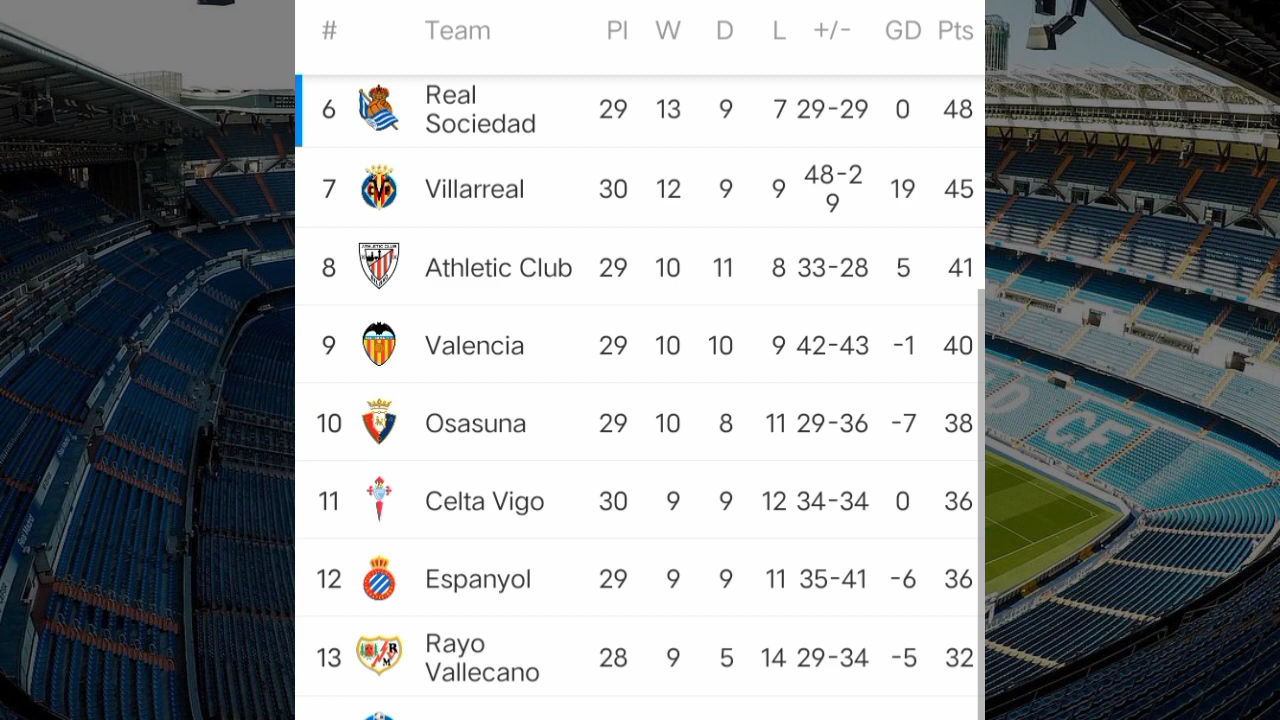 # Team Pl W D L +/- GD Pts
6 Real Sociedad 29 13 9 7 29-29 0 48
7 Villarreal 30 12 9 9 48-29 19 45
8 Athletic Club 29 10 11 8 33-28 5 41
9 Valencia 29 10 10 9 42-43 -1 40
10 Osasuna 29 10 8 11 29-36 -7 38
11 Celta Vigo 30 9 9 12 34-34 0 36
12 Espanyol 29 9 9 11 35-41 -6 36
13 Rayo Vallecano 28 9 5 14 29-34 -5 32
D CF